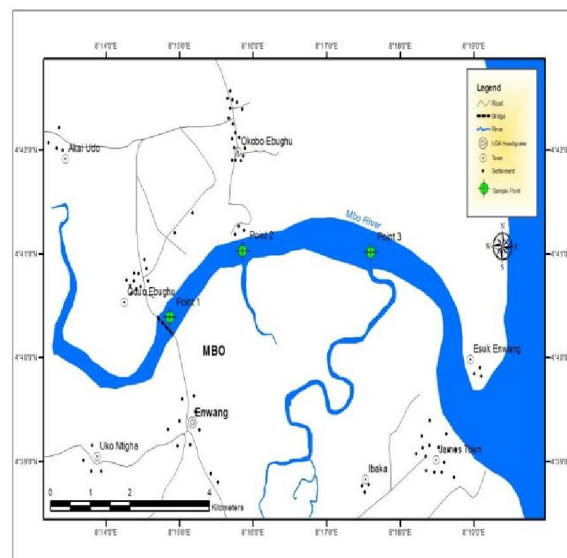 8°14'0"E 8°15'0"E 8°16'0"E 8°17'0"E 8°18'0"E 8°19'0"E
Legend
Road
Bridge
River
LGA Headquater
Town
Settlement
Sample Point
4°42'0"N 4°42'0"N
Akai Udo
Okobo Ebughu
Mbo River
4°41'0"N 4°41'0"N
Point 2
Point 3
N
W E
S
Ebughu
Point 1
4°40'0"N 4°40'0"N
MBO
Esuk Enwang
Enwang
Uko Ntigha
4°39'0"N 4°39'0"N
James Town
Ibaka
0 1 2 4
Kilometers
8°14'0"E 8°15'0"E 8°16'0"E 8°17'0"E 8°18'0"E 8°19'0"E